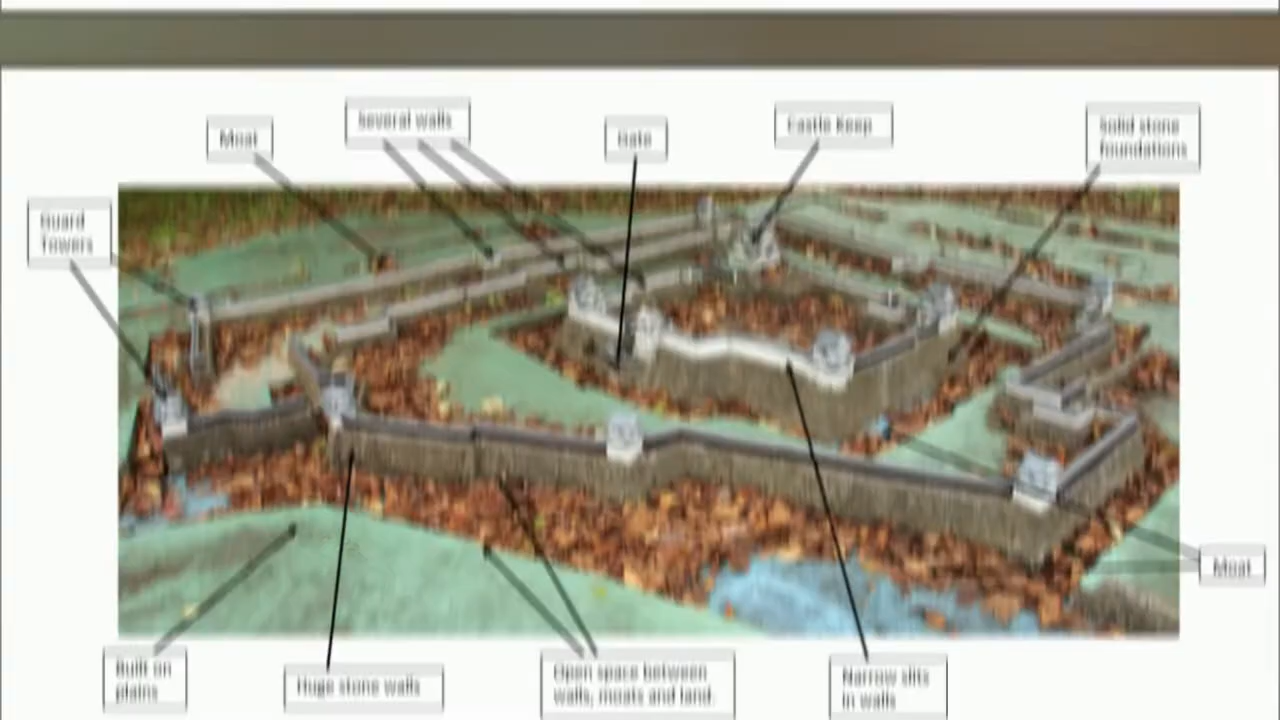 Moat
Several walls
Gate
Castle Keep
Solid stone
foundations
Guard
Towers
Moat
Built on
plains
Huge stone walls
Open space between
walls, moats and land.
Narrow slits
in walls